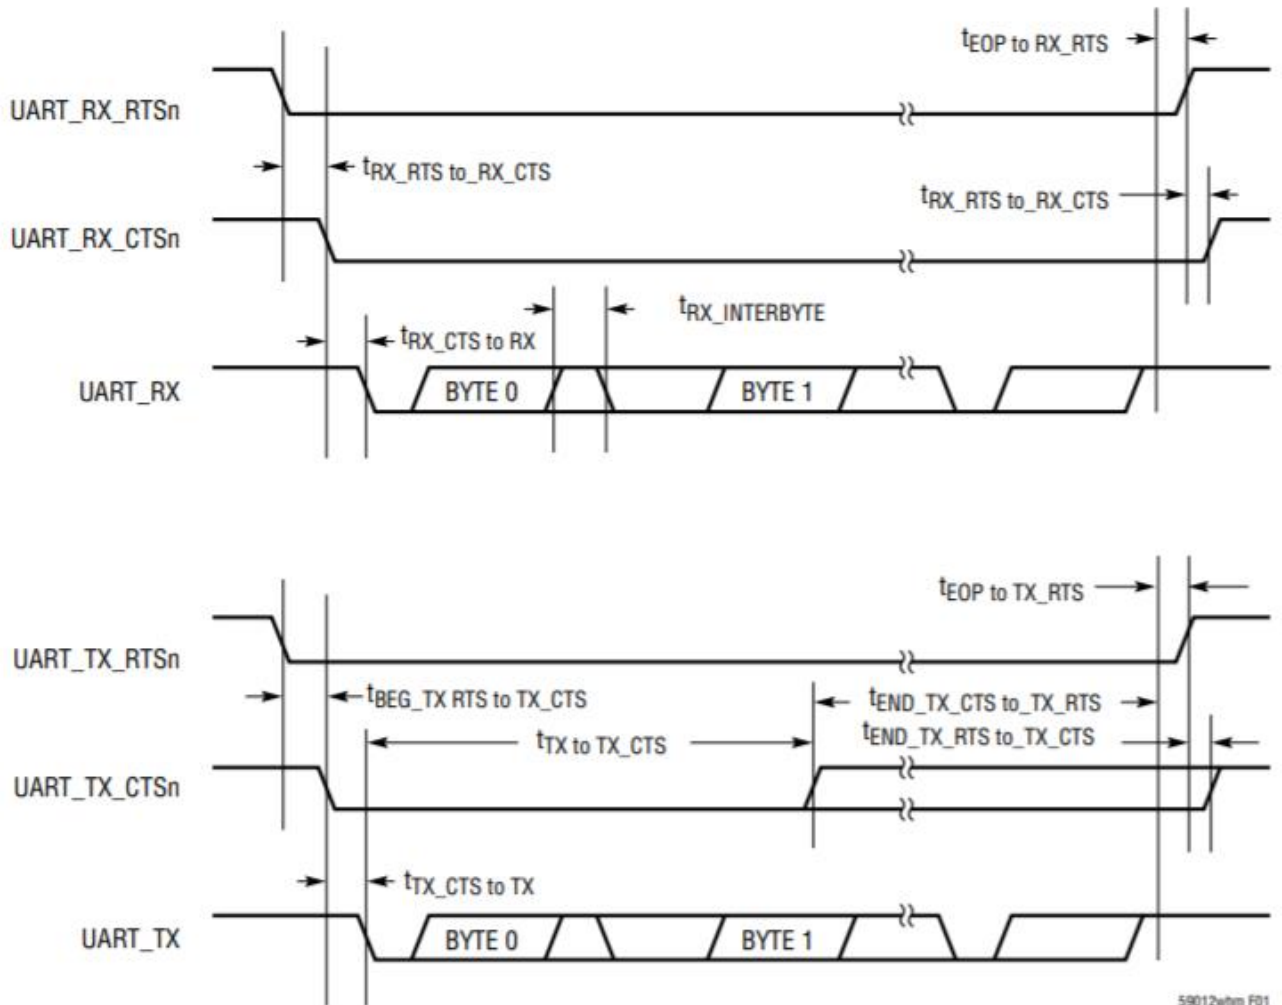 tEOP to RX_RTS
UART_RX_RTSn
tRX_RTS to_RX_CTS
tRX_RTS to_RX_CTS
UART_RX_CTSn
tRX_INTERBYTE
tRX_CTS to RX
UART_RX
BYTE 0
BYTE 1
tEOP to TX_RTS
UART_TX_RTSn
tBEG_TX RTS to TX_CTS
tEND_TX_CTS to_TX_RTS
tTX to TX_CTS
tEND_TX_RTS to_TX_CTS
UART_TX_CTSn
tTX_CTS to TX
UART_TX
BYTE 0
BYTE 1
59012whm F01